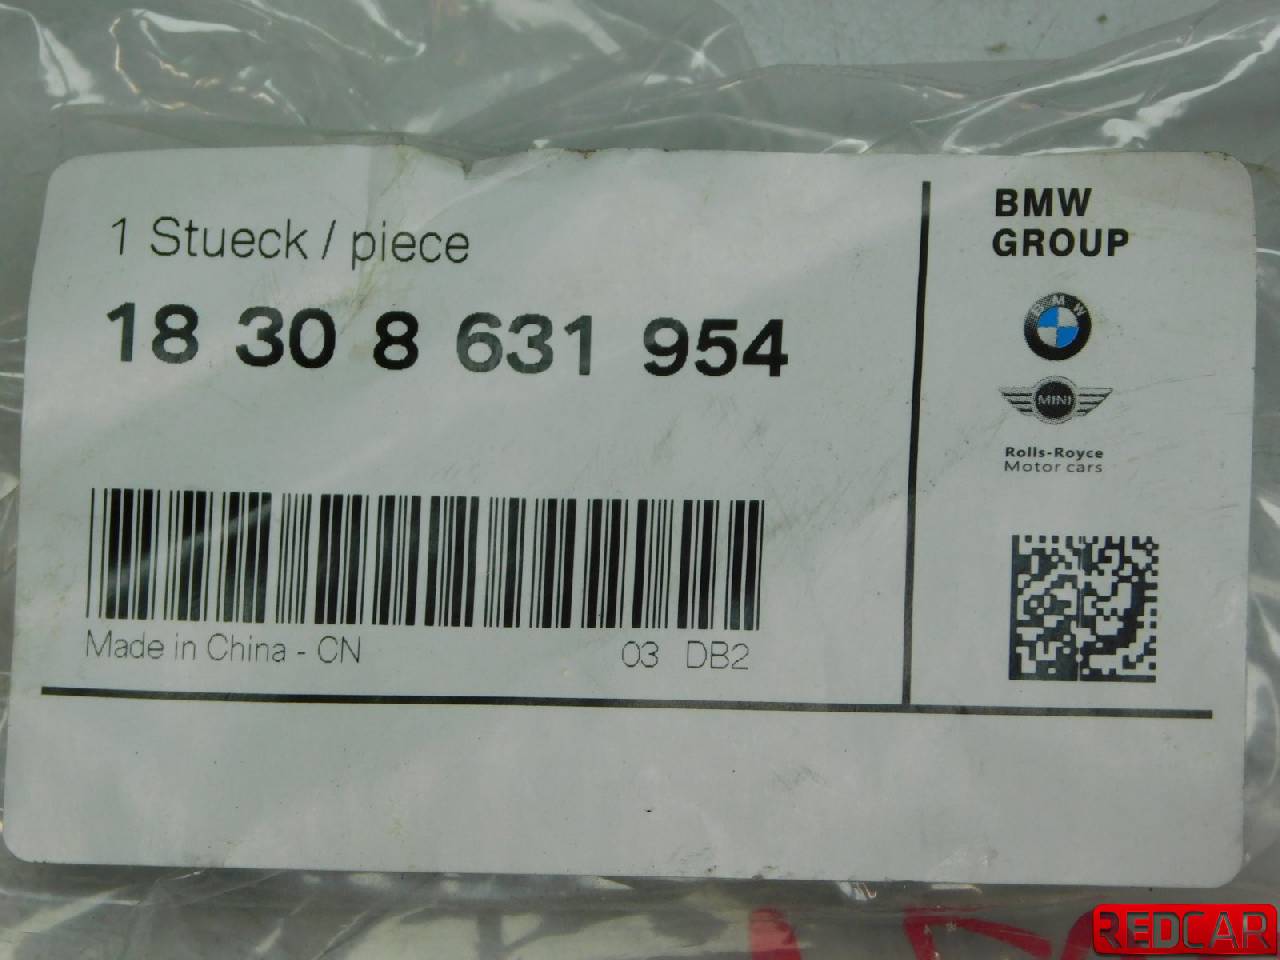 1 Stueck / piece
18 30 8 631 954
Made in China - CN
03 DB2
BMW
GROUP
BMW
MINI
Rolls-Royce
Motor cars
REDCAR